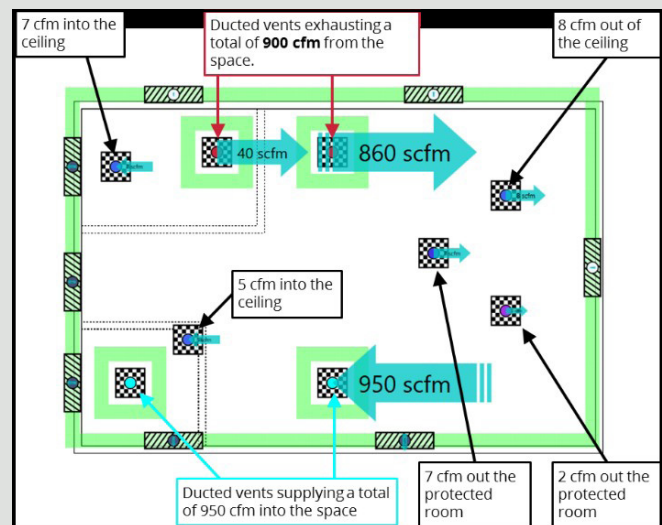 7 cfm into the
ceiling
Ducted vents exhausting a
total of 900 cfm from the
space.
8 cfm out of
the ceiling
40 scfm
860 scfm
5 cfm into the
ceiling
950 scfm
Ducted vents supplying a total
of 950 cfm into the space
7 cfm out the
protected
room
2 cfm out the
protected
room